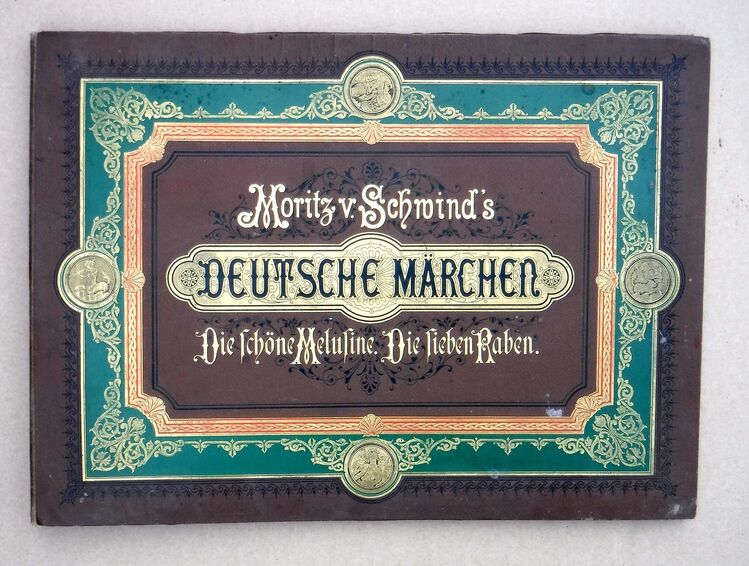 Moritz v. Schwind's
DEUTSCHE MÄRCHEN
Die ſchöne Meluſine. Die ſieben Raben.